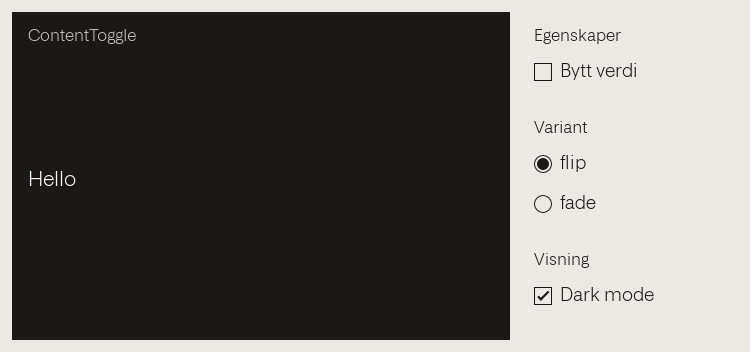 ContentToggle
Hello
Egenskaper
Bytt verdi
Variant
flip
fade
Visning
Dark mode